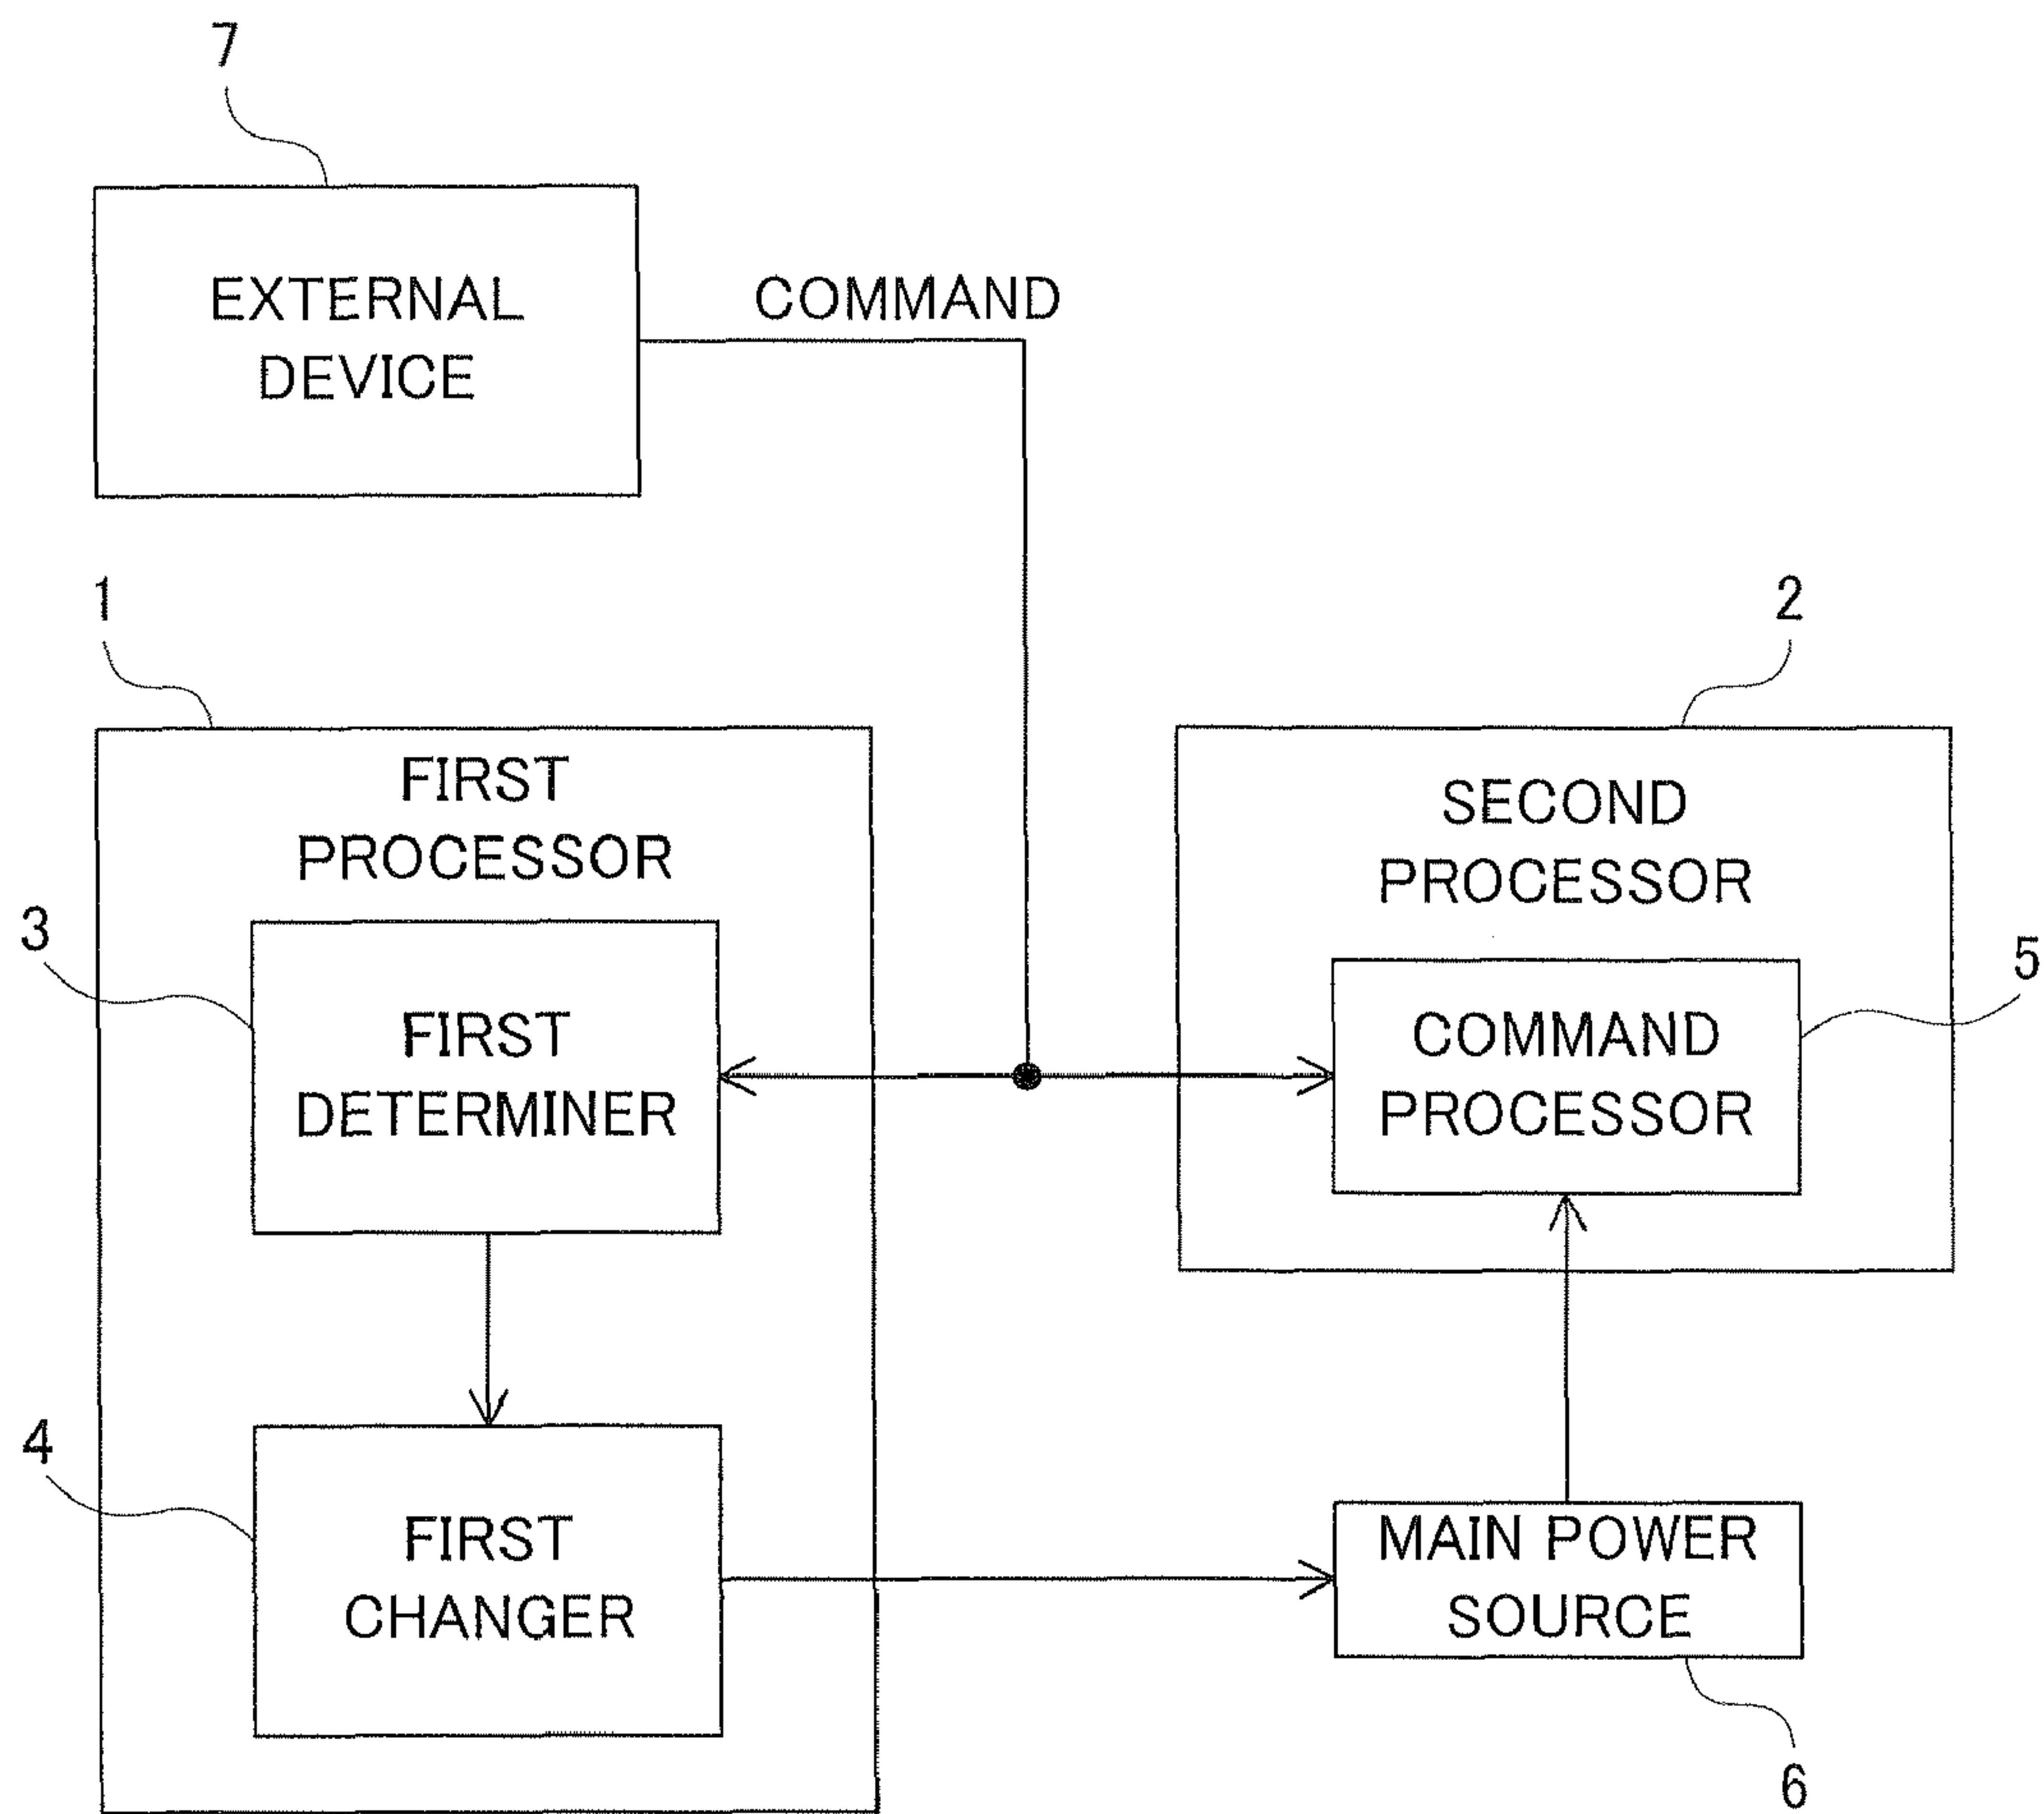 7
EXTERNAL
DEVICE
COMMAND
1
2
FIRST
PROCESSOR
SECOND
PROCESSOR
3
FIRST
DETERMINER
5
COMMAND
PROCESSOR
4
FIRST
CHANGER
MAIN POWER
SOURCE
6